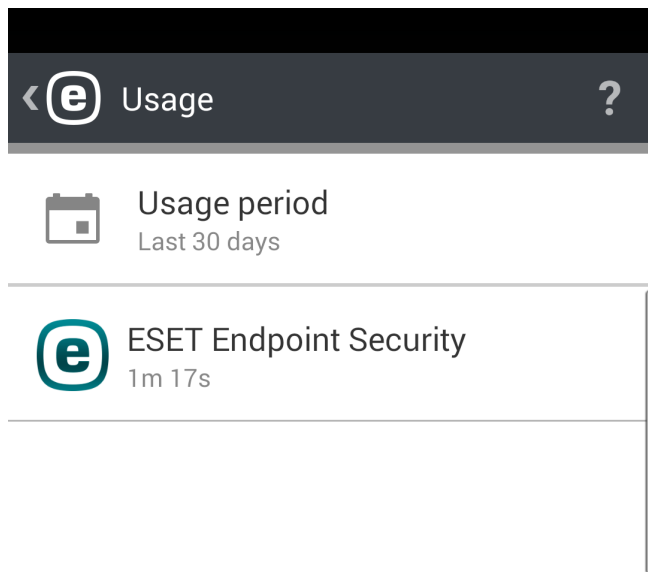 e Usage ?
Usage period
Last 30 days
e ESET Endpoint Security
1m 17s